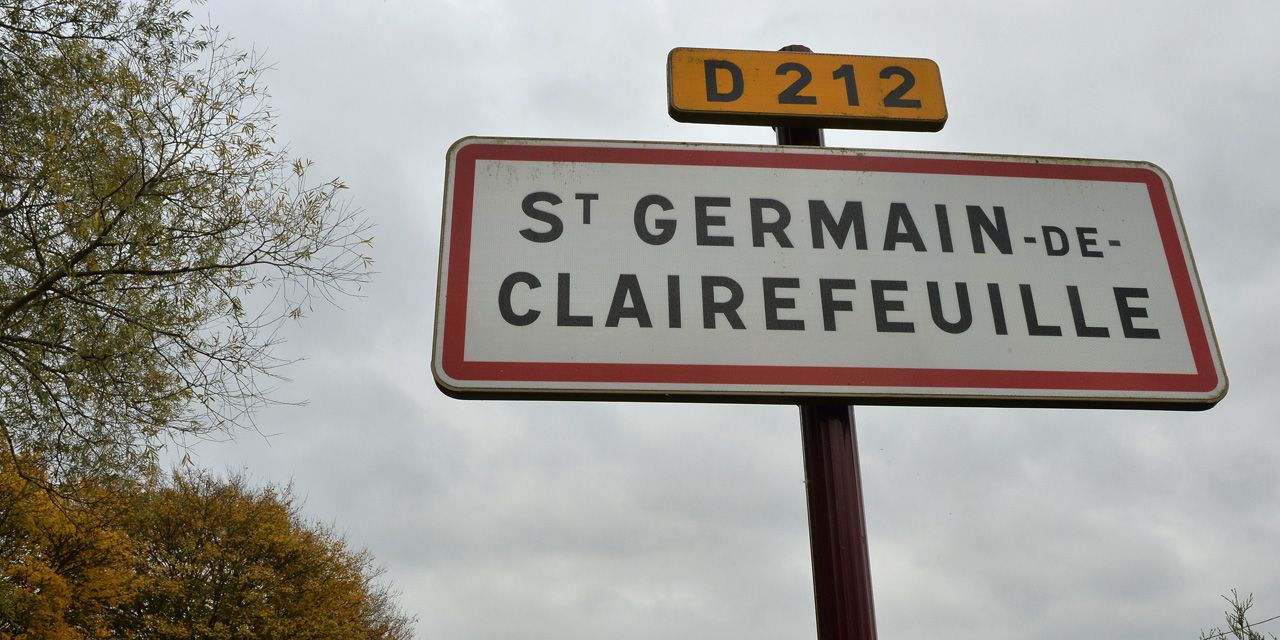 D 212
ST GERMAIN-DE-
CLAIREFEUILLE